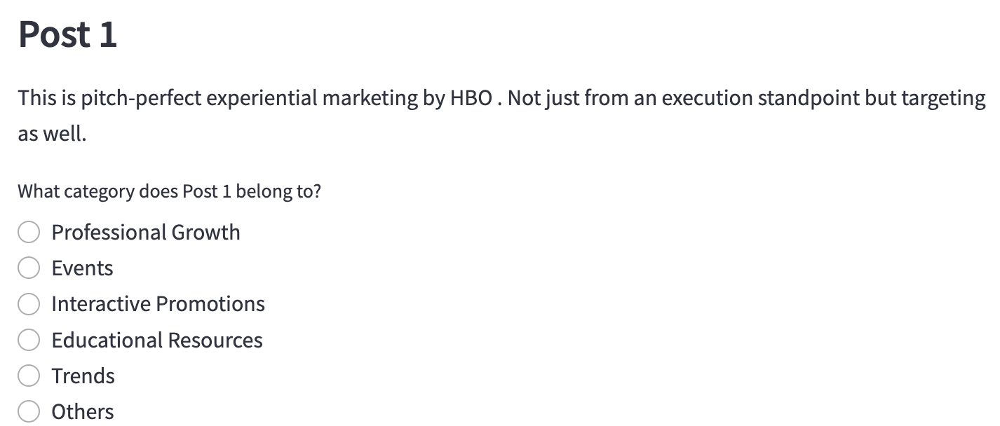 Post 1
This is pitch-perfect experiential marketing by HBO . Not just from an execution standpoint but targeting
as well.
What category does Post 1 belong to?
Professional Growth
Events
Interactive Promotions
Educational Resources
Trends
Others